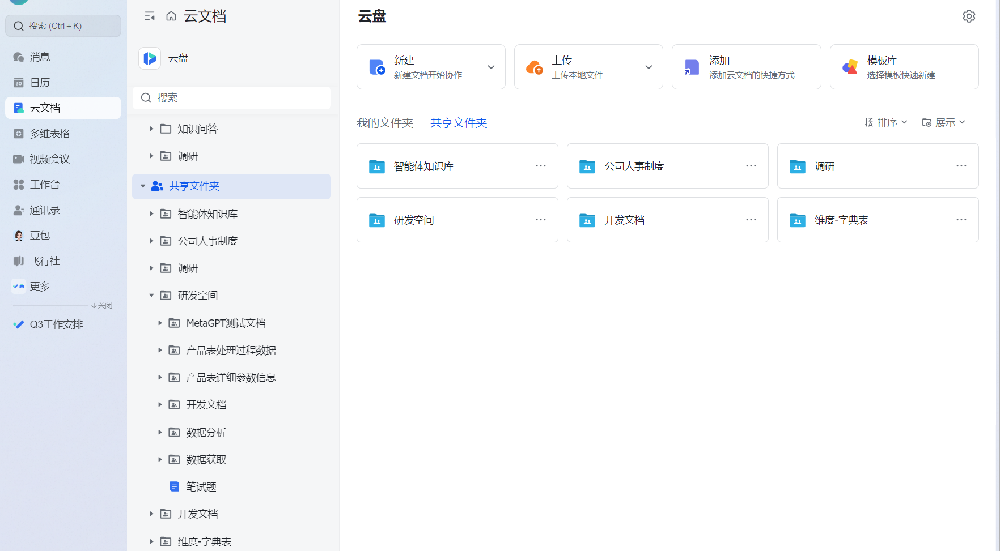 搜索 (Ctrl + K)
消息
30
日历
云文档
多维表格
视频会议
工作台
通讯录
豆包
飞行社
更多
关闭
Q3工作安排
云文档
云盘
搜索
知识问答
调研
共享文件夹
智能体知识库
公司人事制度
调研
研发空间
MetaGPT测试文档
产品表处理过程数据
产品表详细参数信息
开发文档
数据分析
数据获取
笔试题
开发文档
维度-字典表
云盘
新建
新建文档开始协作
上传
上传本地文件
添加
添加云文档的快捷方式
模板库
选择模板快速新建
我的文件夹 共享文件夹
排序 展示
智能体知识库
公司人事制度
调研
研发空间
开发文档
维度-字典表